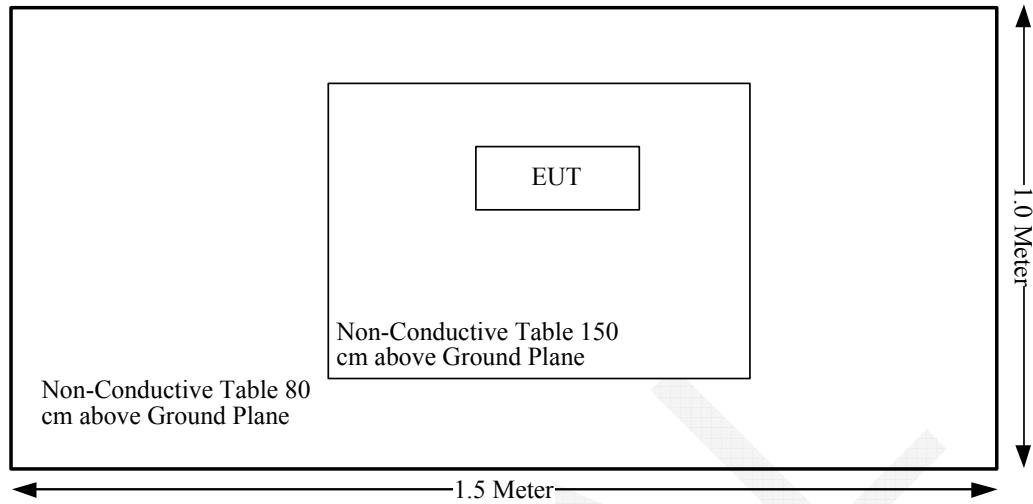 EUT
1.0 Meter
Non-Conductive Table 150
cm above Ground Plane
Non-Conductive Table 80
cm above Ground Plane
1.5 Meter